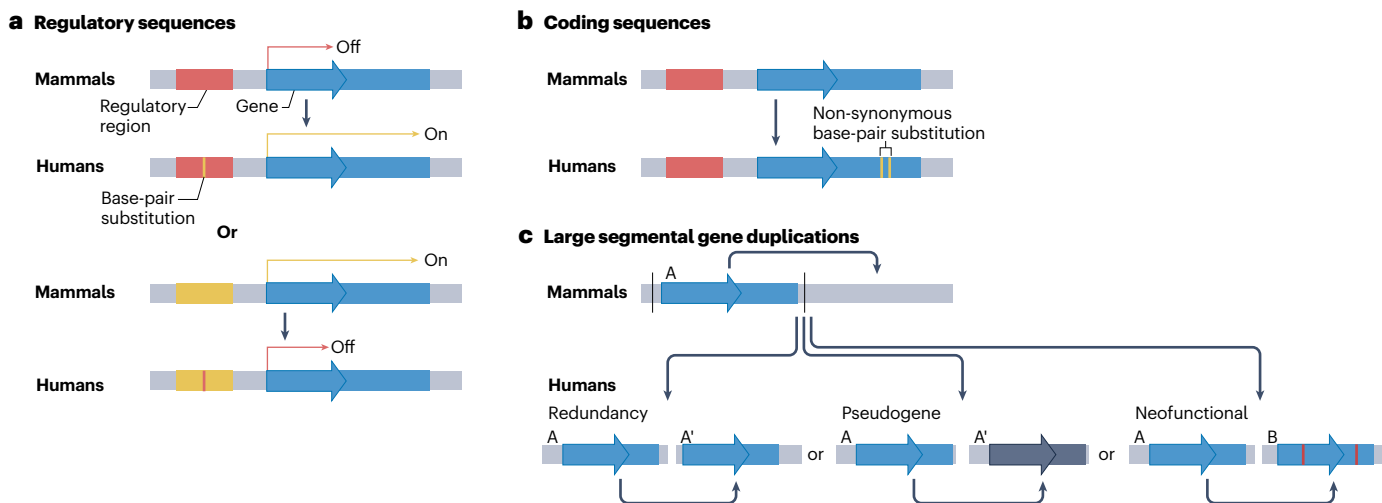 a Regulatory sequences
Off
Mammals
Regulatory
region
Gene
On
Humans
Base-pair
substitution
Or
On
Mammals
Off
Humans
b Coding sequences
Mammals
Non-synonymous
base-pair substitution
Humans
c Large segmental gene duplications
A
Mammals
Humans
Redundancy
A A'
or
Pseudogene
A A'
or
Neofunctional
A B